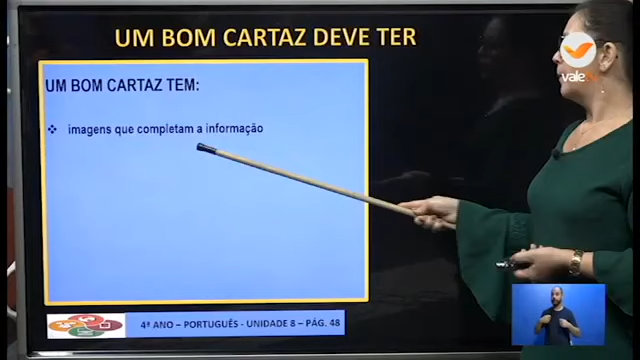 UM BOM CARTAZ DEVE TER
UM BOM CARTAZ TEM:
❖ imagens que completam a informação
4º ANO – PORTUGUÊS - UNIDADE 8 – PÁG. 48